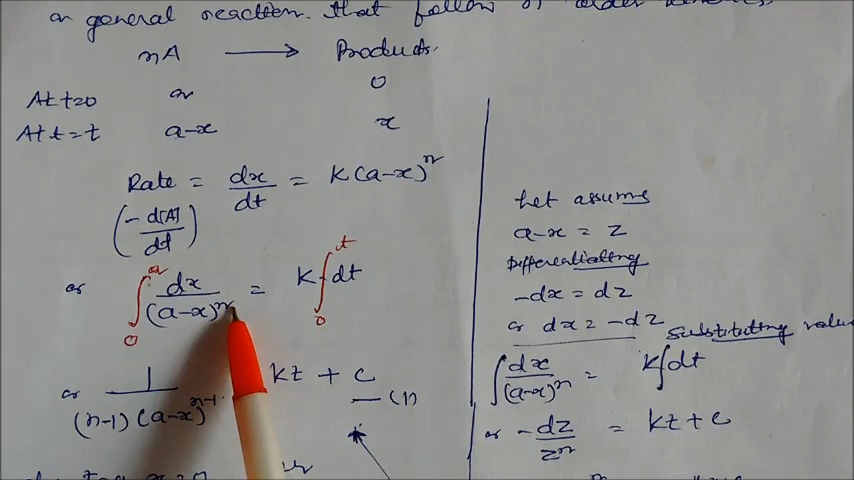 a general reaction. that follow
nA ⟶ Products.
At t=0 a 0
At t=t a-x x
Rate = dx/dt = K(a-x)^n
(-d[A]/dt)
or ∫₀ᵃ dx/(a-x)^n = K∫₀ᵗ dt
or 1/((n-1)(a-x)^(n-1)) Kt + C —(1)
Let assume
a-x = z
Differentiating
-dx = dz
or dx = -dz substituting value
∫dx/(a-x)^n = K∫dt
or -dz/z^n = Kt + C